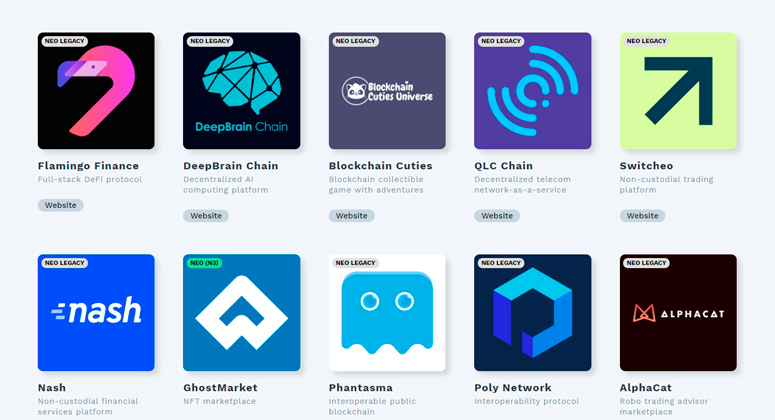 NEO LEGACY
NEO LEGACY
DeepBrain Chain
NEO LEGACY
Blockchain
Cuties Universe
NEO LEGACY
NEO LEGACY
Flamingo Finance
Full-stack DeFi protocol
Website
DeepBrain Chain
Decentralized AI
computing platform
Website
Blockchain Cuties
Blockchain collectible
game with adventures
Website
QLC Chain
Decentralized telecom
network-as-a-service
Website
Switcheo
Non-custodial trading
platform
Website
NEO LEGACY
nash
NEO (N3)
NEO LEGACY
NEO LEGACY
NEO LEGACY
ALPHACAT
Nash
Non-custodial financial
services platform
GhostMarket
NFT marketplace
Phantasma
Interoperable public
blockchain
Poly Network
Interoperability protocol
AlphaCat
Robo trading advisor
marketplace